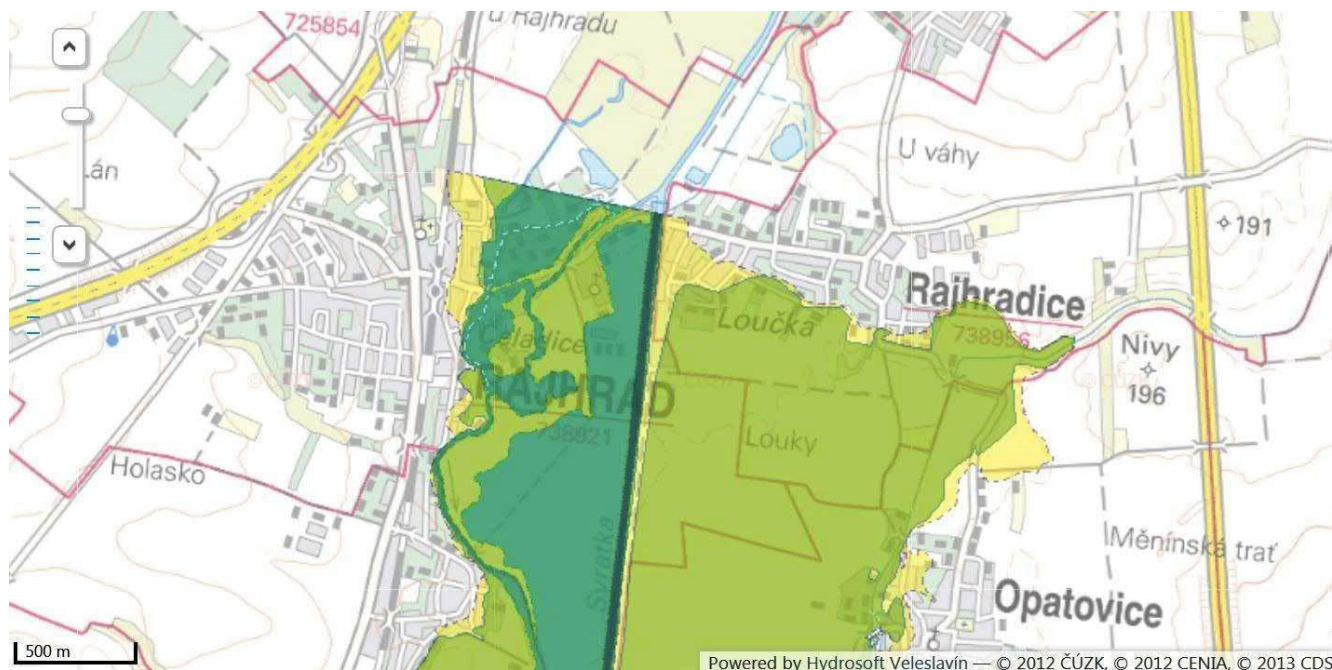 725854
u Rajhradu
lán
U váhy
191
Rajhradice
738956
Loučka
Nivy
196
Čeladice
RAJHRAD
738921
Louky
Holasko
Svratka
Měnínská trať
Opatovice
500 m
Powered by Hydrosoft Veleslavín — © 2012 ČÚZK, © 2012 CENIA, © 2013 CDS